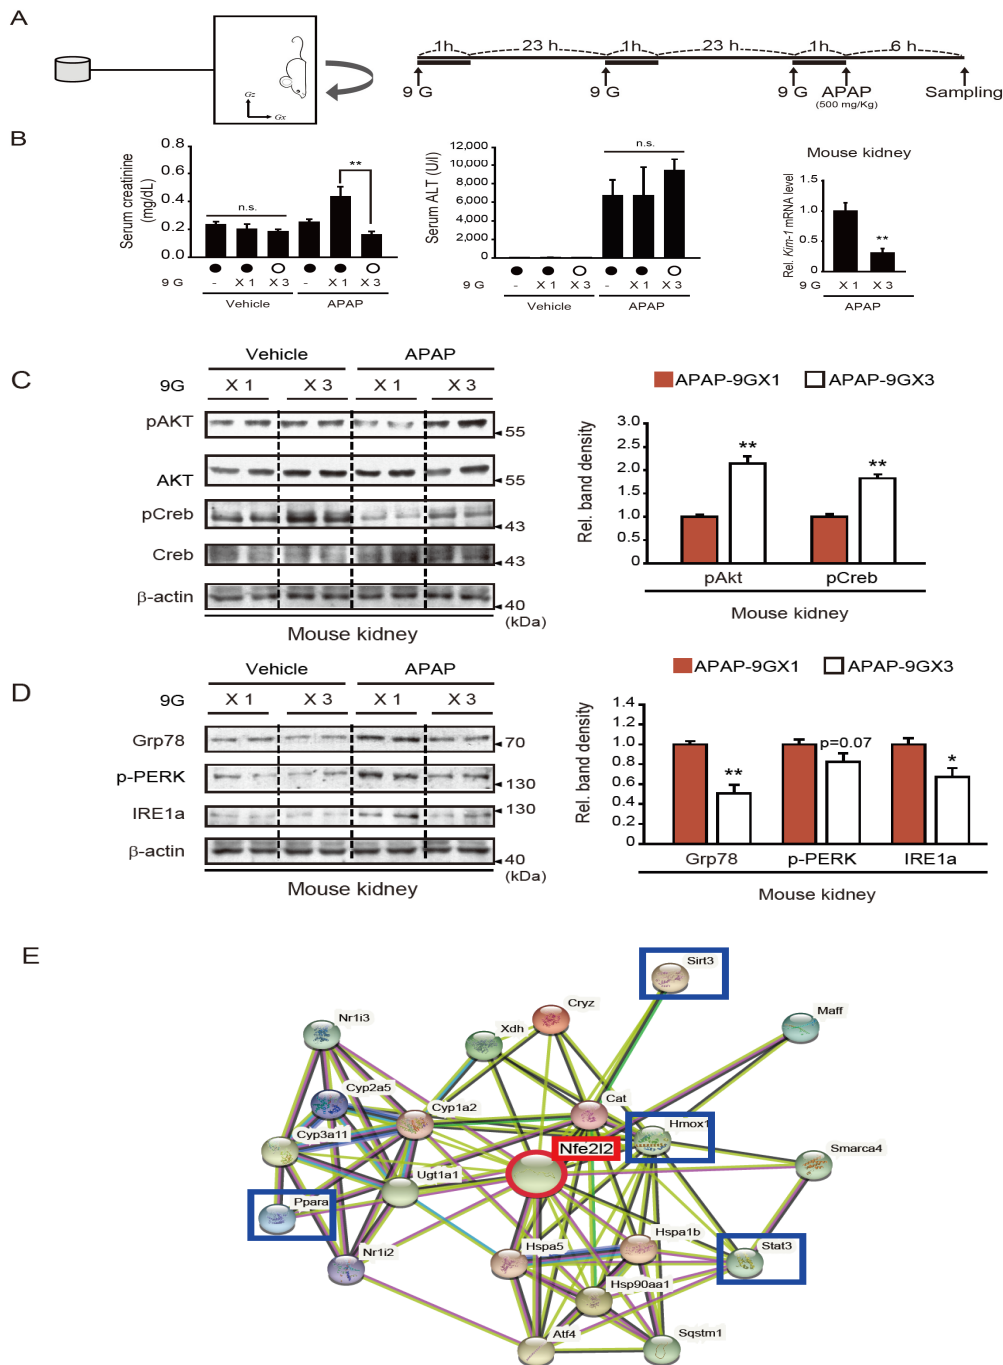 A
Gz
Gx
1h 23 h 1h 23 h 1h 6 h
9 G 9 G 9 G APAP Sampling
(500 mg/Kg)
B
Serum creatinine
(mg/dL)
0.8
0.6
0.4
0.2
0.0
n.s.
**
- X 1 X 3 - X 1 X 3
9 G
Vehicle APAP
Serum ALT (U/l)
12,000
10,000
8,000
6,000
4,000
2,000
0
n.s.
- X 1 X 3 - X 1 X 3
9 G
Vehicle APAP
Mouse kidney
Rel. Kim-1 mRNA level
1.5
1.0
0.5
0
**
9 G X 1 X 3
APAP
C
Vehicle APAP
9G X 1 X 3 X 1 X 3
pAKT 55
AKT 55
pCreb 43
Creb 43
β-actin 40
(kDa)
Mouse kidney
APAP-9GX1 APAP-9GX3
Rel. band density
3.0
2.5
2.0
1.5
1.0
0.5
0
** **
pAkt pCreb
Mouse kidney
D
Vehicle APAP
9G X 1 X 3 X 1 X 3
Grp78 70
p-PERK 130
IRE1a 130
β-actin 40
(kDa)
Mouse kidney
APAP-9GX1 APAP-9GX3
Rel. band density
1.4
1.2
1.0
0.8
0.6
0.4
0.2
0
** p=0.07 *
Grp78 p-PERK IRE1a
Mouse kidney
E
Sirt3
Cryz
Maff
Nr1i3
Xdh
Cyp2a5
Cat
Cyp1a2
Hmox1
Cyp3a11
Nfe2l2
Smarca4
Ugt1a1
Ppara
Hspa1b
Stat3
Nr1i2
Hspa5
Hsp90aa1
Atf4
Sqstm1